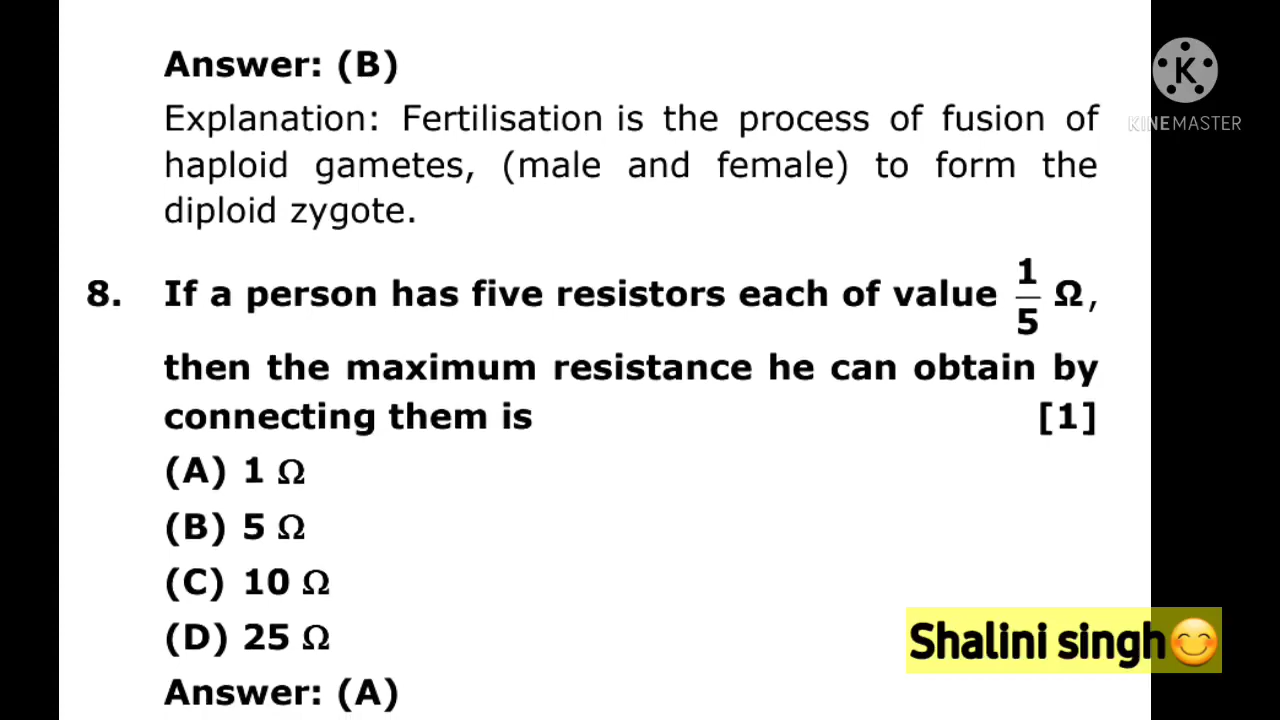 Answer: (B)
Explanation: Fertilisation is the process of fusion of
haploid gametes, (male and female) to form the
diploid zygote.
8. If a person has five resistors each of value 1/5 Ω,
then the maximum resistance he can obtain by
connecting them is [1]
(A) 1 Ω
(B) 5 Ω
(C) 10 Ω
(D) 25 Ω
Answer: (A)
K
KINEMASTER
Shalini singh😊